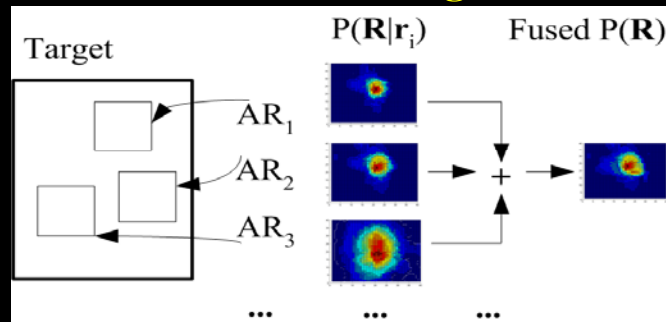 Target
P(R|rᵢ)
Fused P(R)
AR₁
AR₂
AR₃
+
... ... ...